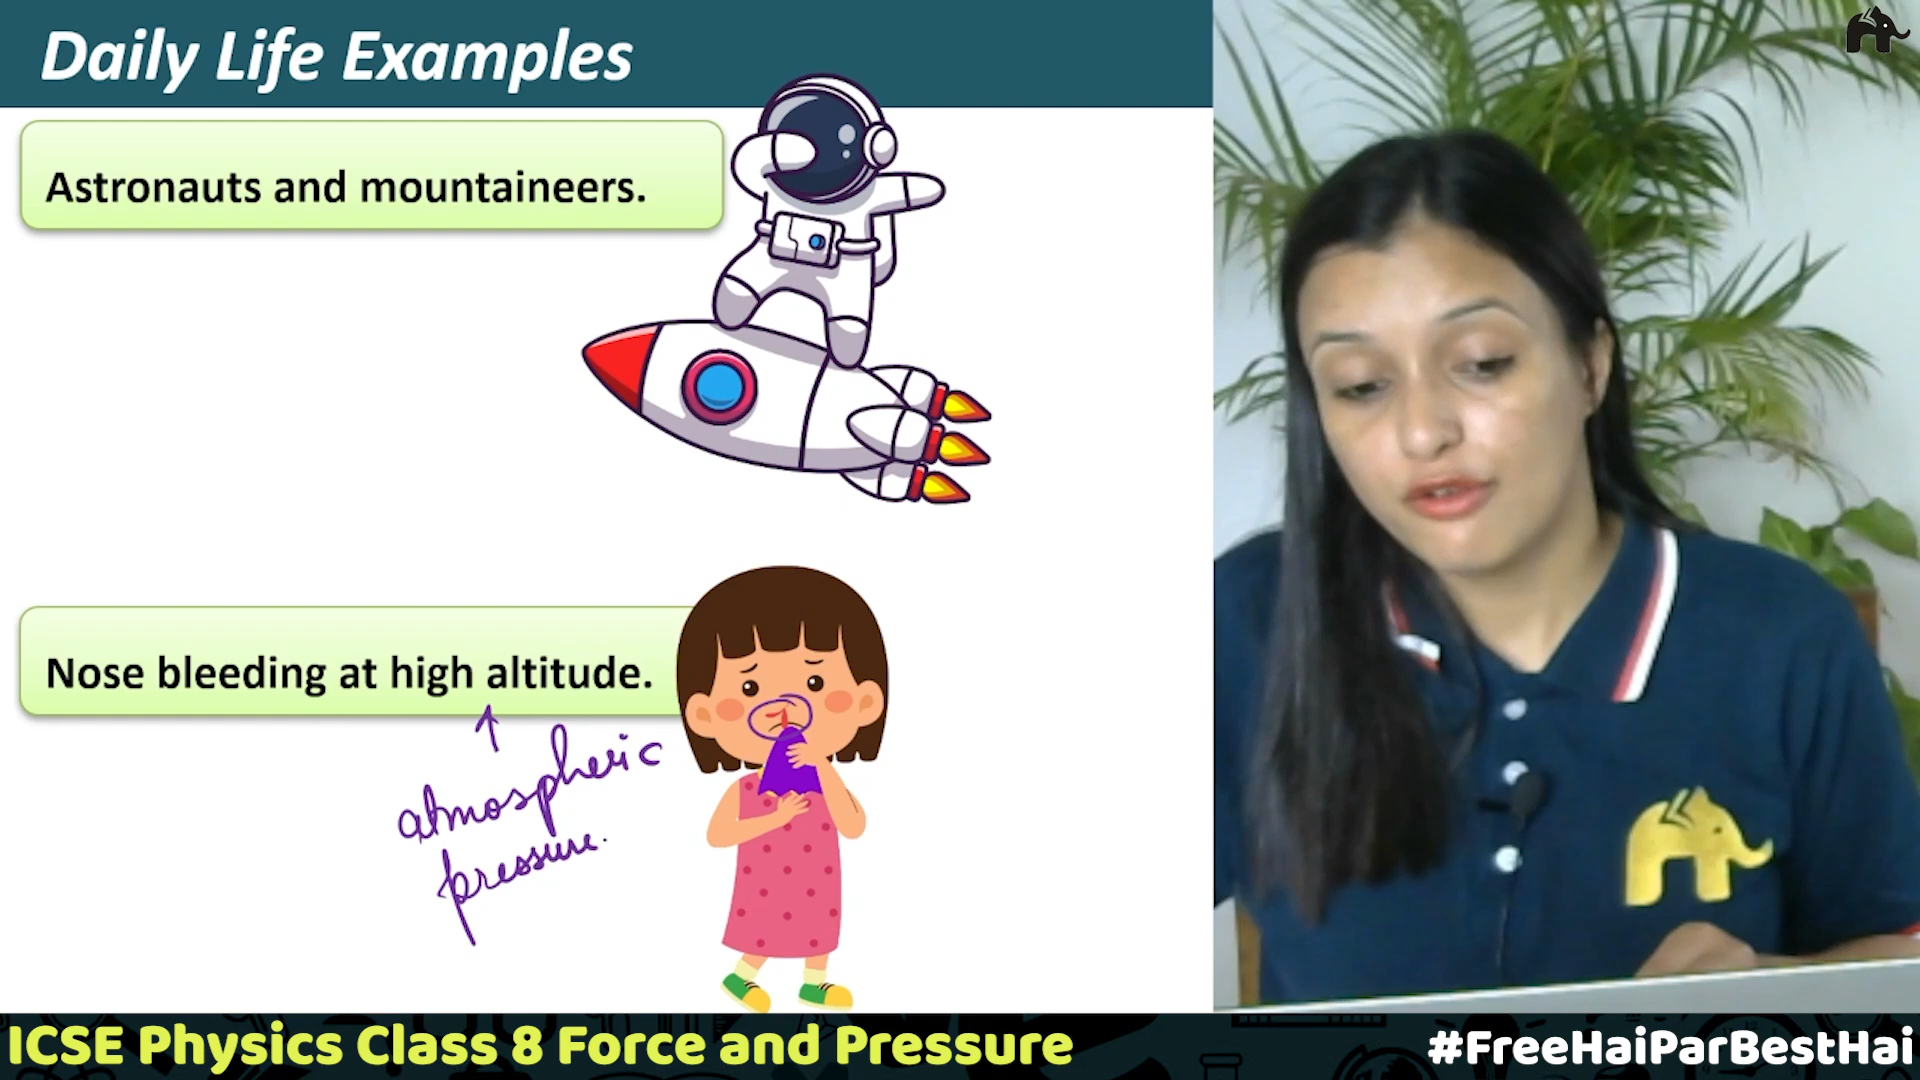 Daily Life Examples
Astronauts and mountaineers.
Nose bleeding at high altitude.
atmospheric
pressure.
ICSE Physics Class 8 Force and Pressure
#FreeHaiParBestHai